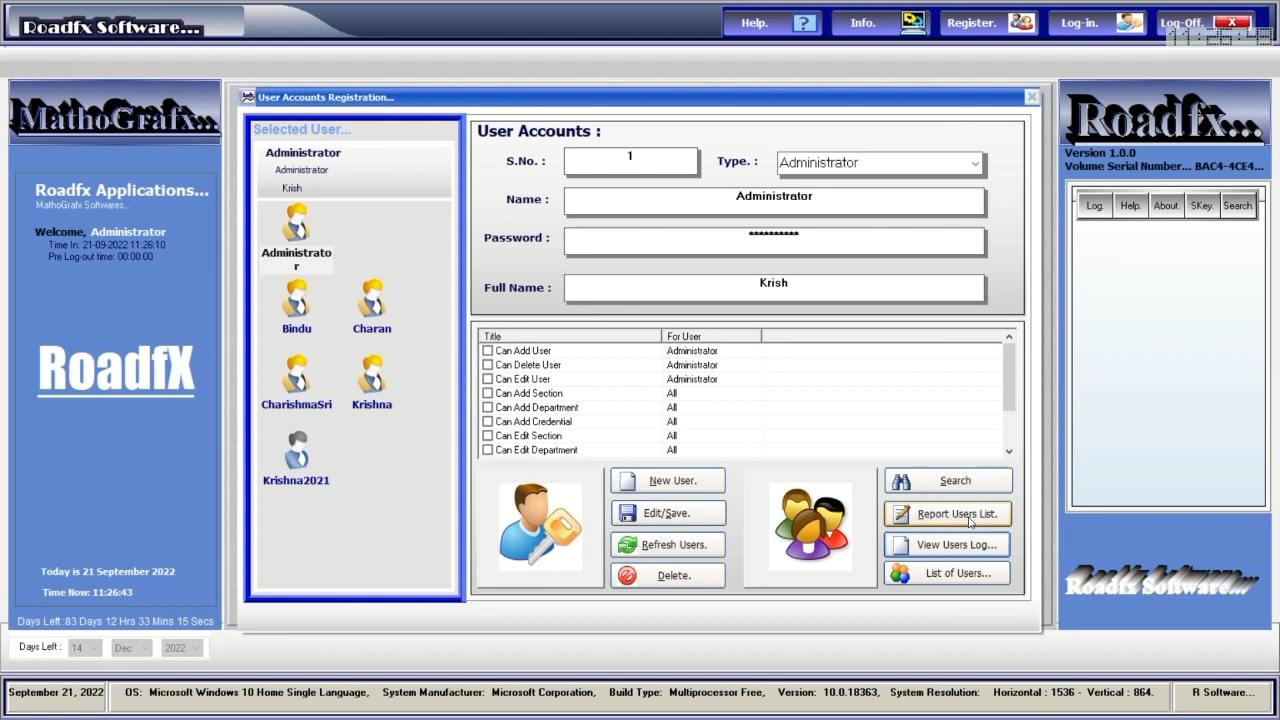 Roadfx Software...
Help.
Info.
Register.
Log-in.
Log-Off.
X
MathoGrafx...
Roadfx Applications...
MathoGrafx Softwares...
Welcome, Administrator
Time In: 21-09-2022 11:26:10
Pre Log-out time: 00:00:00
RoadfX
Today is 21 September 2022
Time Now: 11:26:43
Days Left :83 Days 12 Hrs 33 Mins 15 Secs
Days Left : 14 Dec 2022
User Accounts Registration...
Selected User...
Administrator
Administrator
Krish
Administrato
r
Bindu
Charan
CharishmaSri
Krishna
Krishna2021
User Accounts :
S.No. : 1
Type. : Administrator
Name : Administrator
Password : **********
Full Name : Krish
Title For User
Can Add User Administrator
Can Delete User Administrator
Can Edit User Administrator
Can Add Section All
Can Add Department All
Can Add Credential All
Can Edit Section All
Can Edit Department All
New User.
Edit/Save.
Refresh Users.
Delete.
Search
Report Users List.
View Users Log...
List of Users...
Roadfx...
Version 1.0.0
Volume Serial Number... BAC4-4CE4...
Log. Help. About. SKey. Search.
Roadfx Software...
September 21, 2022
OS: Microsoft Windows 10 Home Single Language, System Manufacturer: Microsoft Corporation, Build Type: Multiprocessor Free, Version: 10.0.18363, System Resolution: Horizontal : 1536 - Vertical : 864.
R Software...